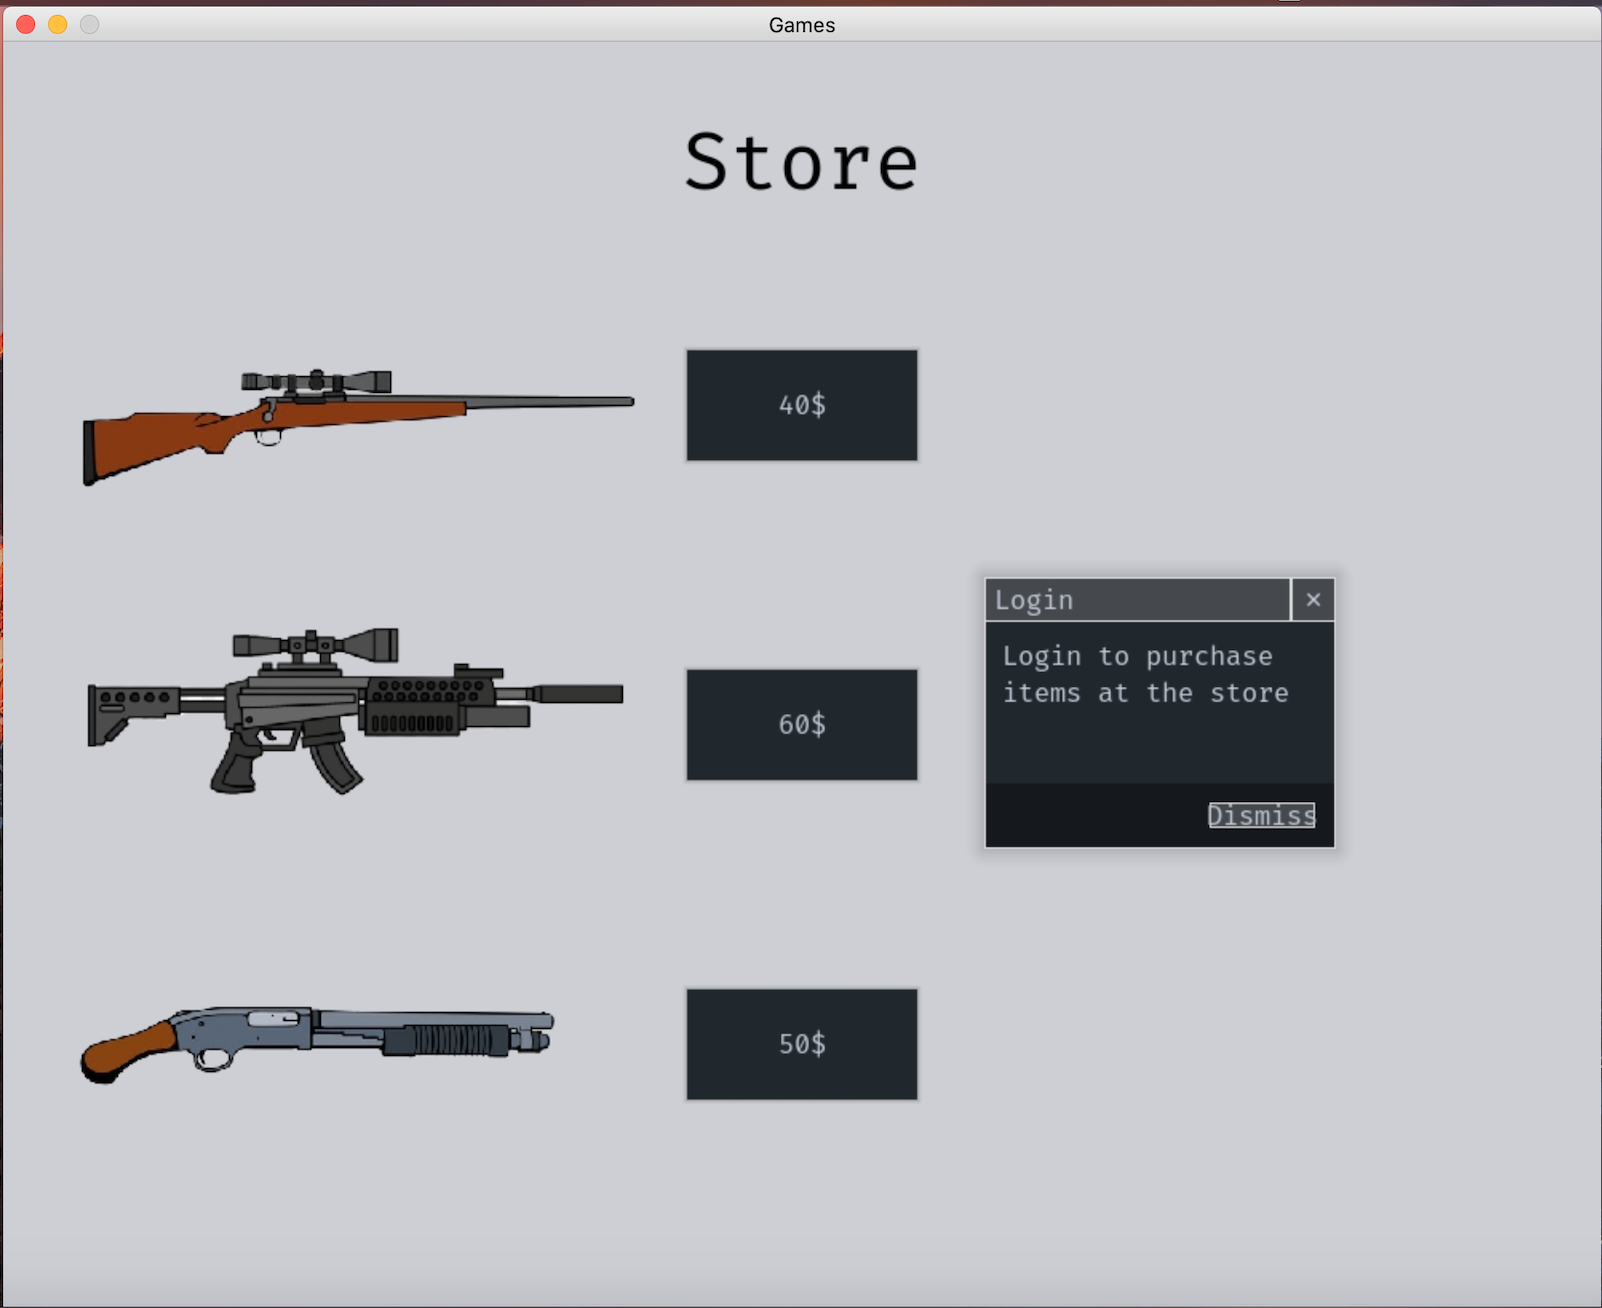 Games
Store
40$
Login
×
Login to purchase
items at the store
60$
Dismiss
50$